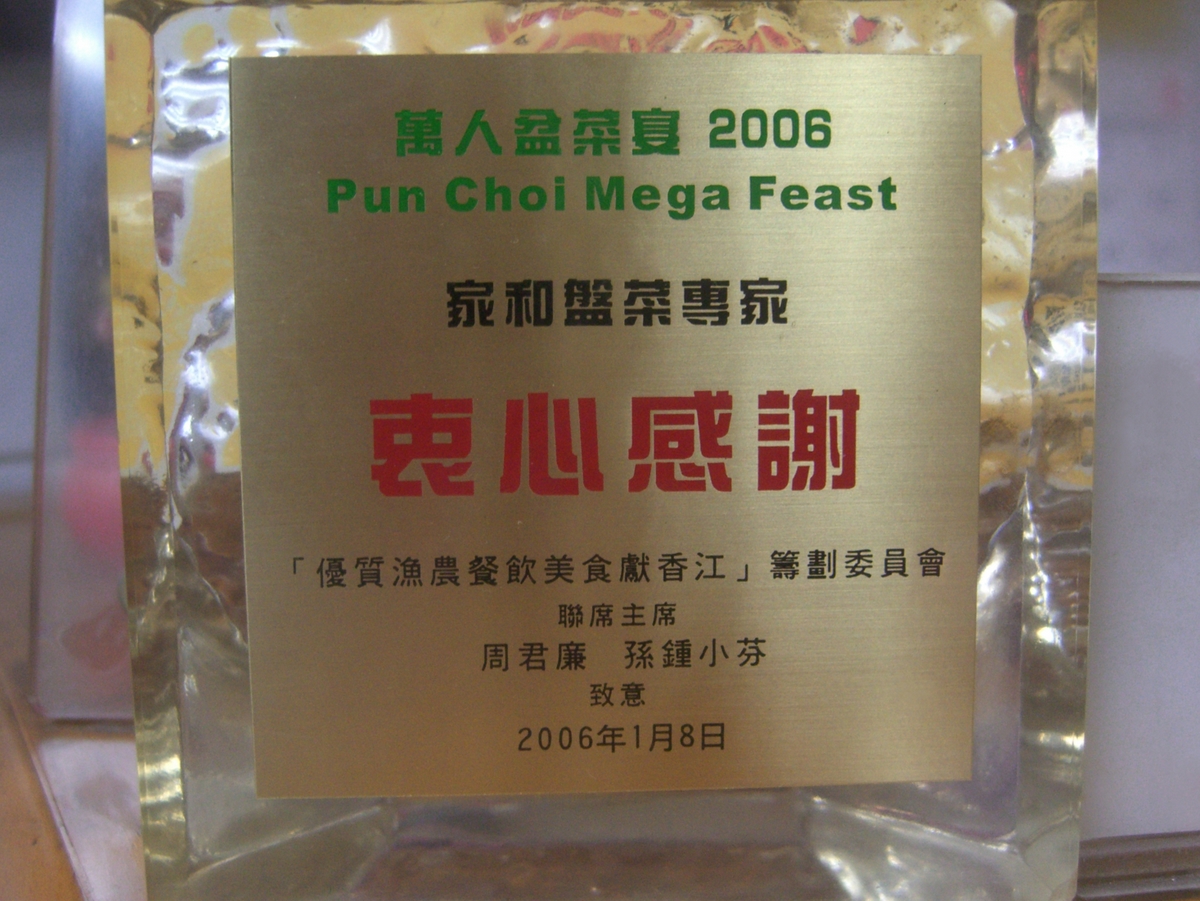 萬人盆菜宴 2006
Pun Choi Mega Feast
家和盤菜專家
衷心感謝
「優質漁農餐飲美食獻香江」籌劃委員會
聯席主席
周君廉 孫鍾小芬
致意
2006年1月8日